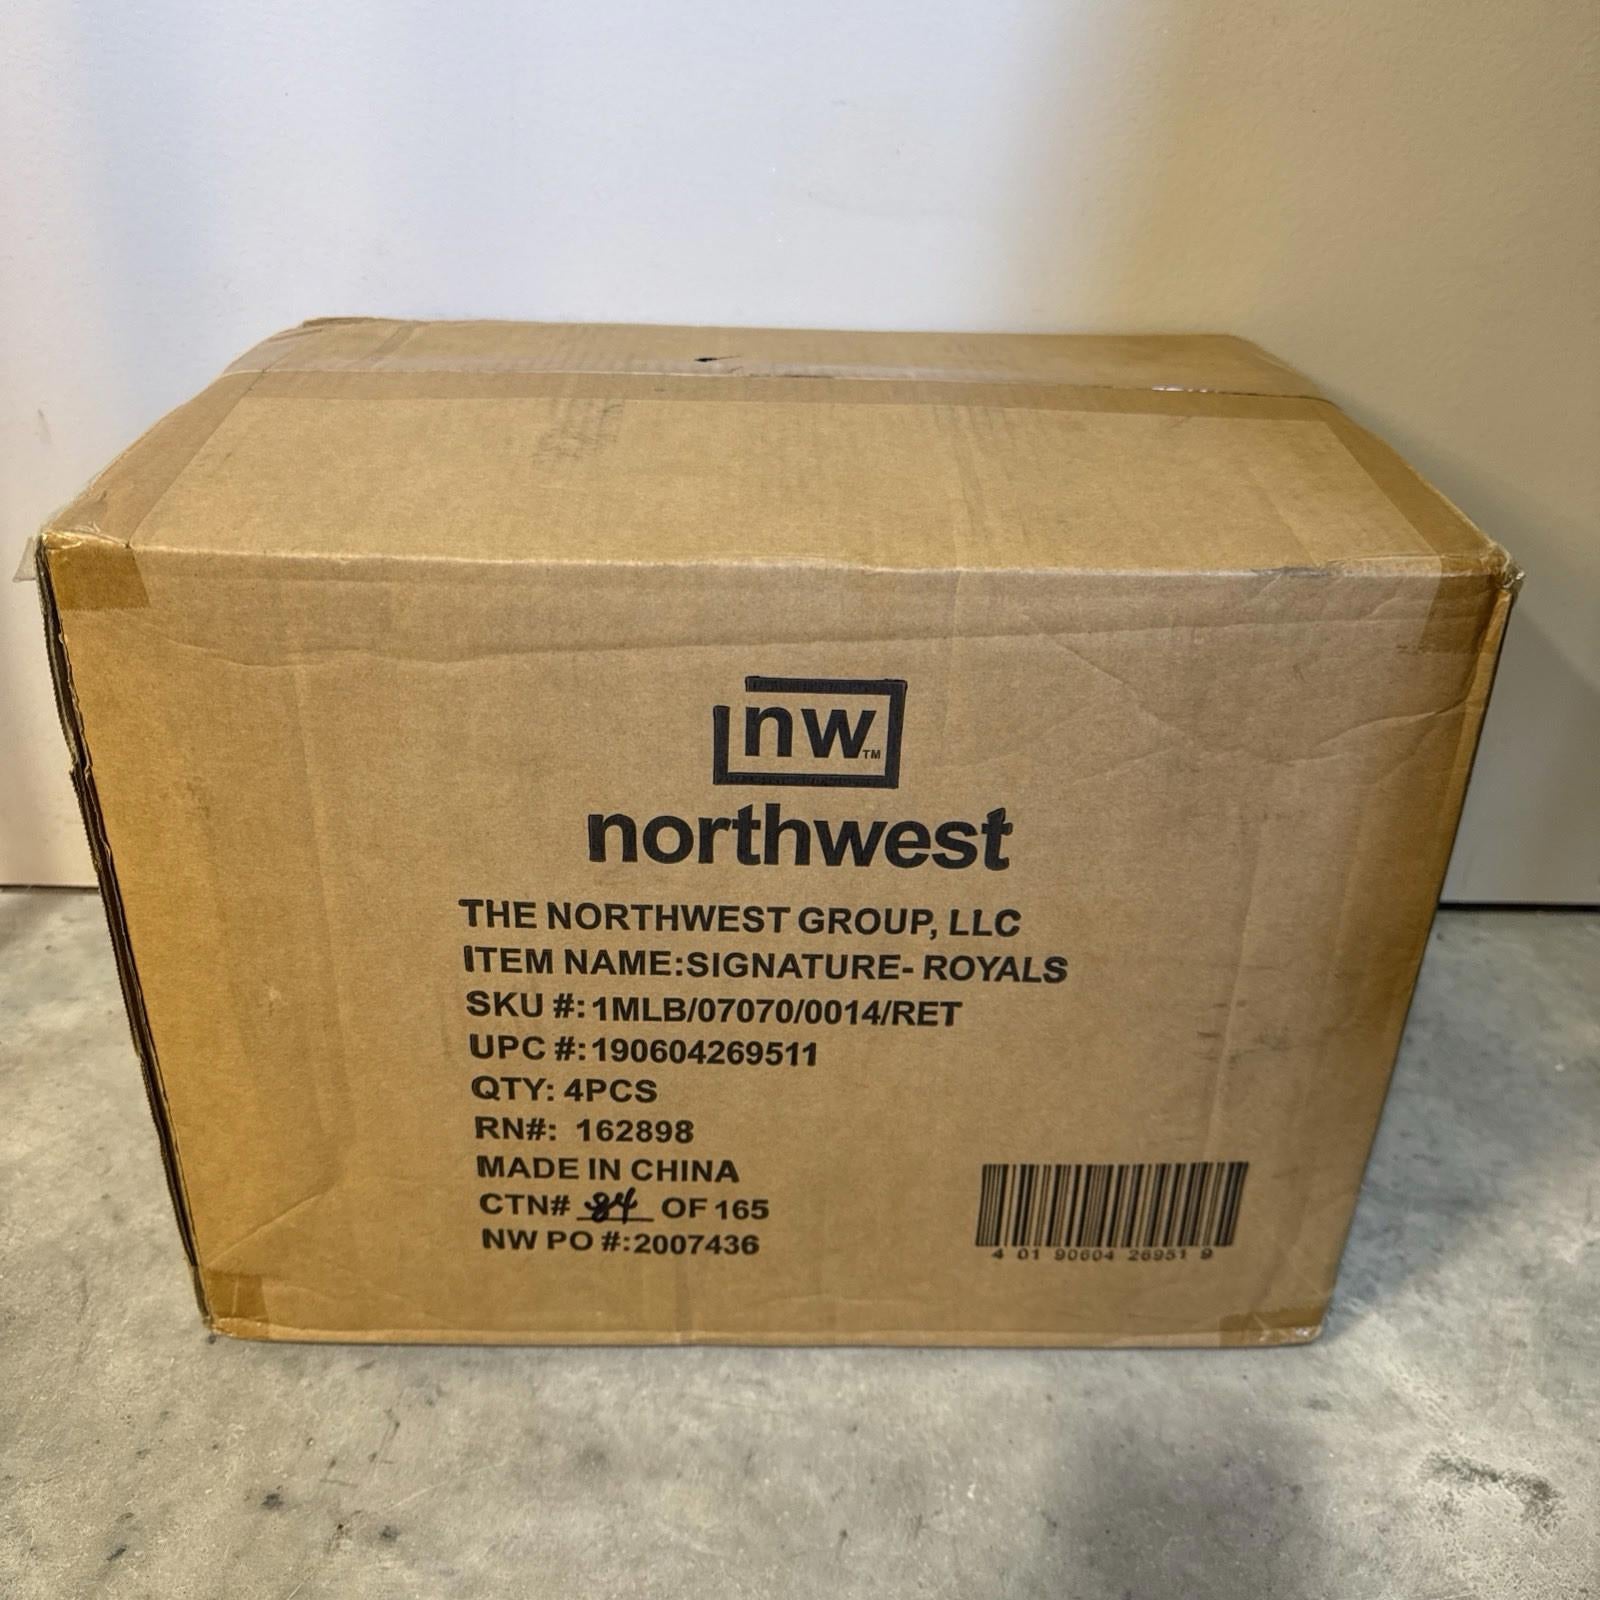 nw TM
northwest
THE NORTHWEST GROUP, LLC
ITEM NAME:SIGNATURE- ROYALS
SKU #:1MLB/07070/0014/RET
UPC #:190604269511
QTY: 4PCS
RN#: 162898
MADE IN CHINA
CTN# 84 OF 165
NW PO #:2007436
4 01 90604 26951 9